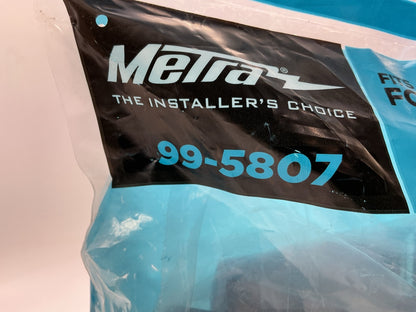 Metra®
THE INSTALLER'S CHOICE
99-5807